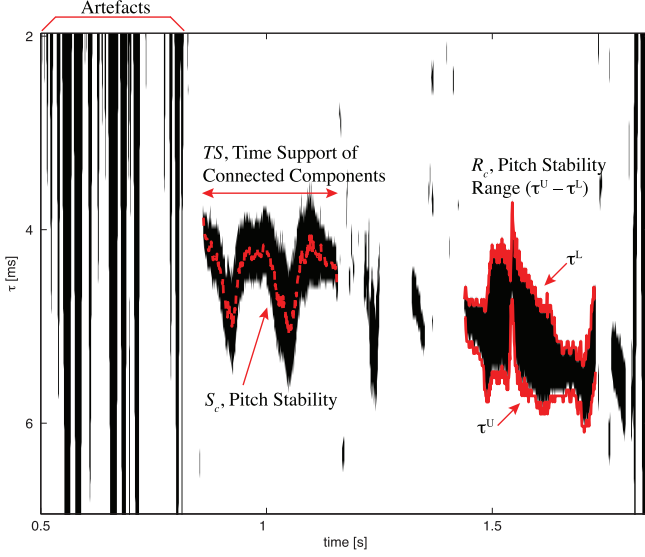 Artefacts
2
TS, Time Support of
Connected Components
R_c, Pitch Stability
Range (τ^U – τ^L)
4
τ^L
τ [ms]
S_c, Pitch Stability
6
τ^U
0.5 1 1.5
time [s]